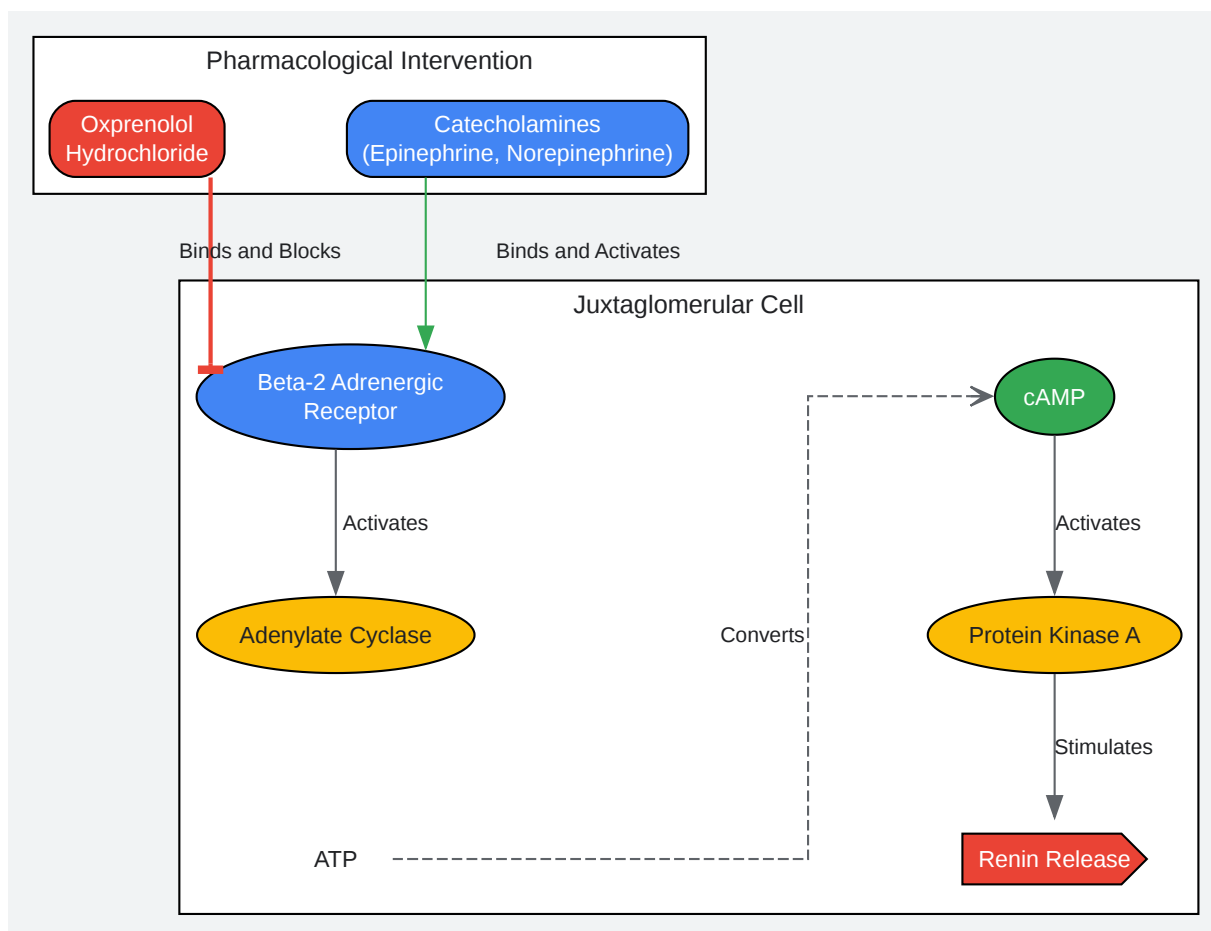 Pharmacological Intervention
Oxprenolol
Hydrochloride
Catecholamines
(Epinephrine, Norepinephrine)
Binds and Blocks
Binds and Activates
Juxtaglomerular Cell
Beta-2 Adrenergic
Receptor
cAMP
Activates
Activates
Adenylate Cyclase
Converts
Protein Kinase A
Stimulates
ATP
Renin Release